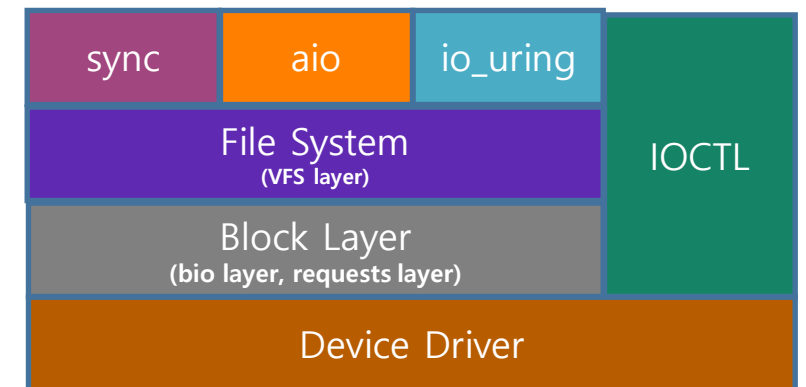 sync
aio
io_uring
File System
(VFS layer)
IOCTL
Block Layer
(bio layer, requests layer)
Device Driver